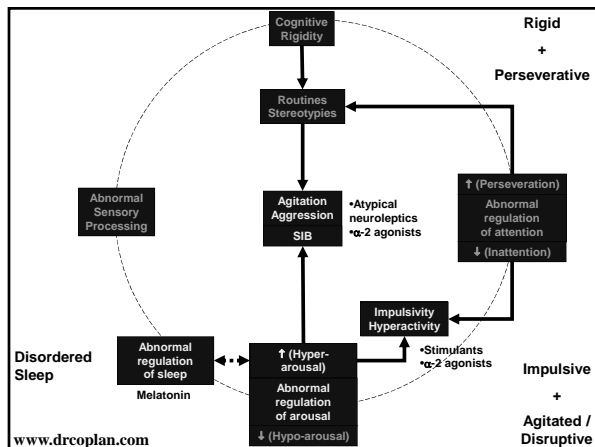 Cognitive
Rigidity
Rigid
+
Perseverative
Routines
Stereotypies
Abnormal
Sensory
Processing
Agitation
Aggression
SIB
•Atypical
neuroleptics
•α-2 agonists
↑ (Perseveration)
Abnormal
regulation
of attention
↓ (Inattention)
Impulsivity
Hyperactivity
•Stimulants
•α-2 agonists
Disordered
Sleep
Abnormal
regulation
of sleep
Melatonin
↑ (Hyper-
arousal)
Abnormal
regulation
of arousal
↓ (Hypo-arousal)
Impulsive
+
Agitated /
Disruptive
www.drcoplan.com